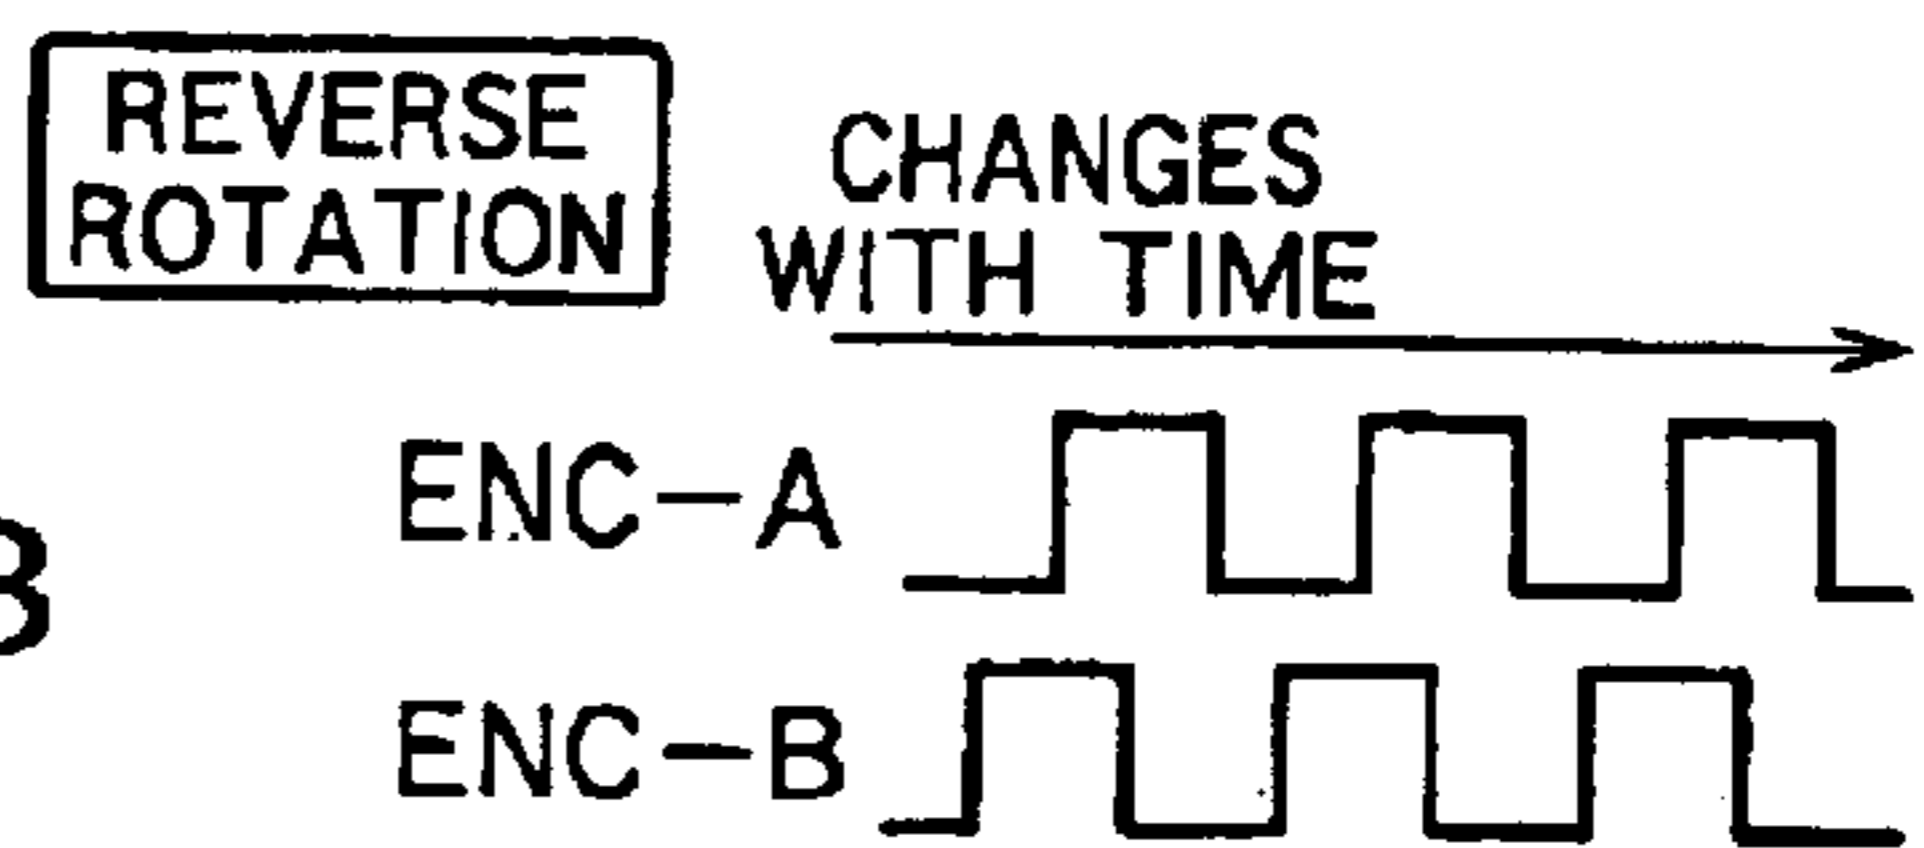 REVERSE
ROTATION
CHANGES
WITH TIME
ENC-A
ENC-B